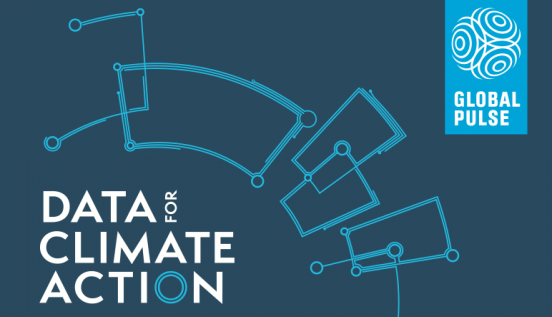 GLOBAL
PULSE
DATA FOR
CLIMATE
ACTION